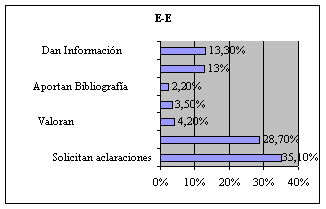 E-E
Dan Información
13,30%
13%
Aportan Bibliografía
2,20%
3,50%
Valoran
4,20%
28,70%
Solicitan aclaraciones
35,10%
0% 10% 20% 30% 40%